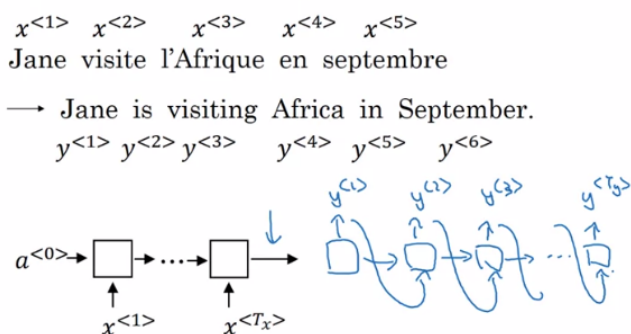 x<1> x<2> x<3> x<4> x<5>
Jane visite l'Afrique en septembre
→ Jane is visiting Africa in September.
y<1> y<2> y<3> y<4> y<5> y<6>
y<1> y<2> y<3> y<Ty>
a<0> ... ...
x<1> x<Tx>